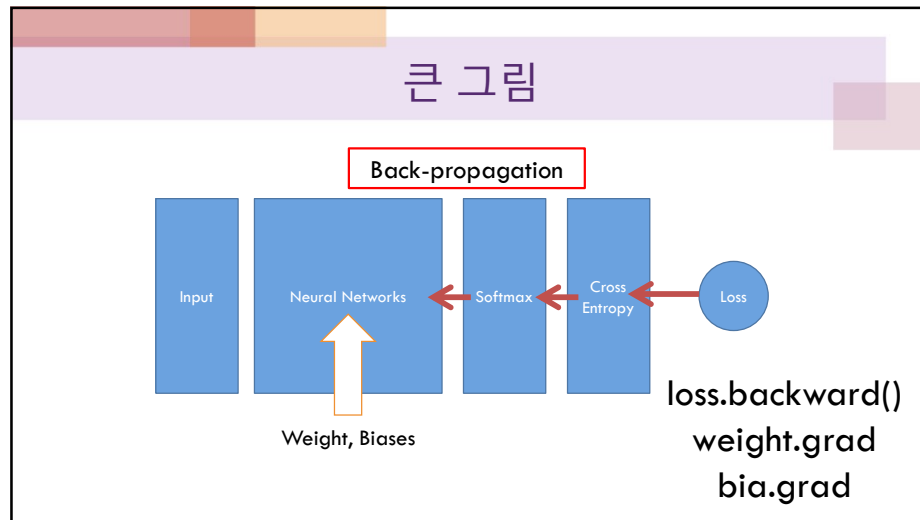 큰 그림
Back-propagation
Input
Neural Networks
Softmax
Cross
Entropy
Loss
Weight, Biases
loss.backward()
weight.grad
bia.grad